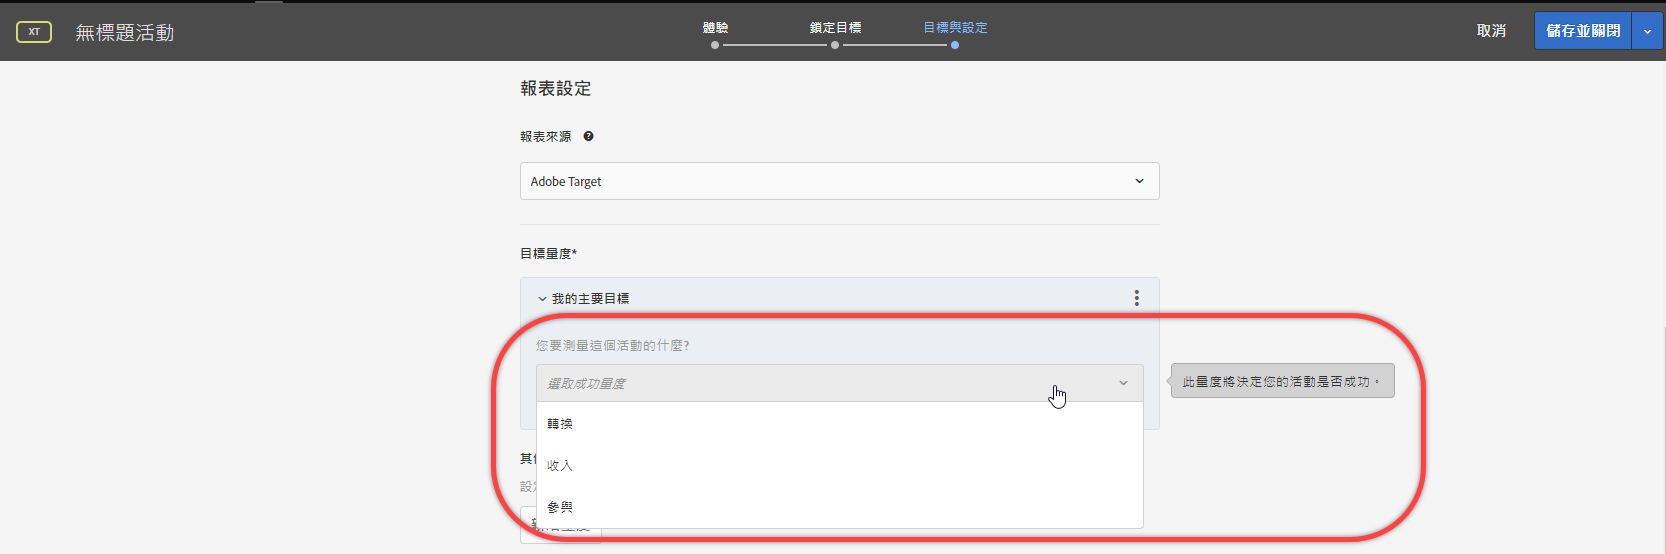 XT
無標題活動
體驗
鎖定目標
目標與設定
取消
儲存並關閉
報表設定
報表來源
Adobe Target
目標量度*
我的主要目標
您要測量這個活動的什麼?
選取成功量度
此量度將決定您的活動是否成功。
轉換
收入
參與